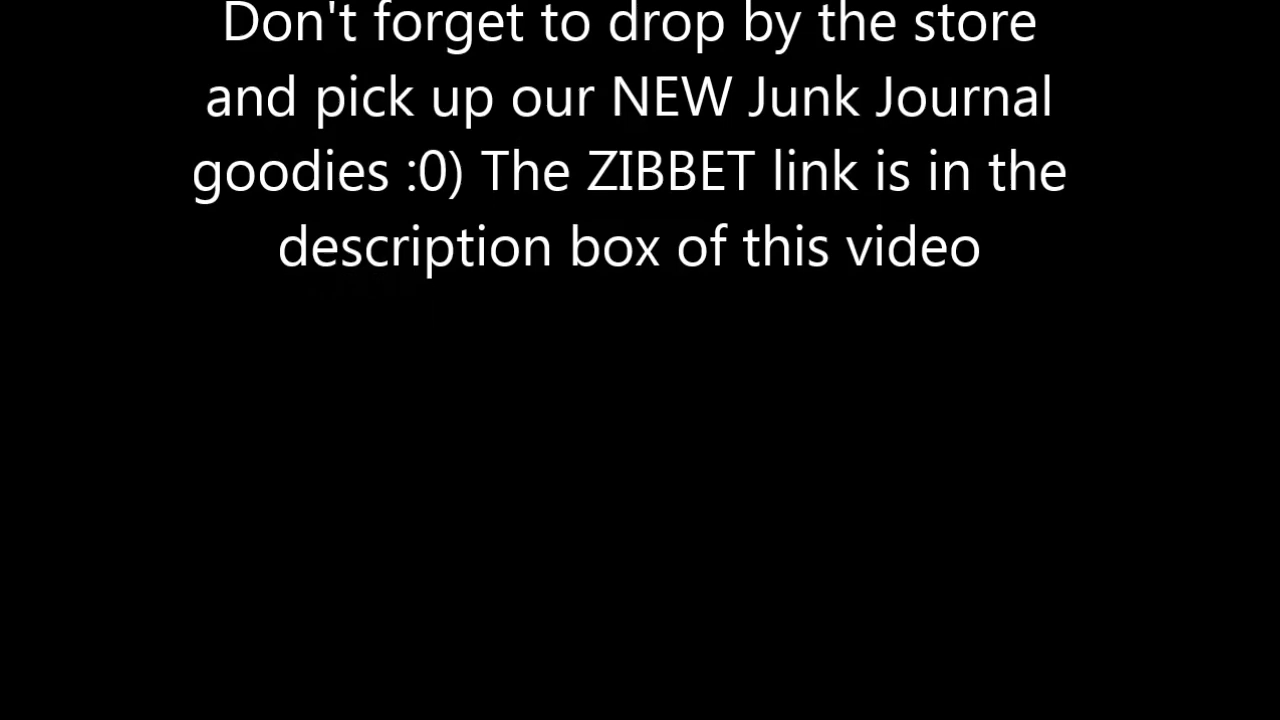 Don't forget to drop by the store
and pick up our NEW Junk Journal
goodies :0) The ZIBBET link is in the
description box of this video